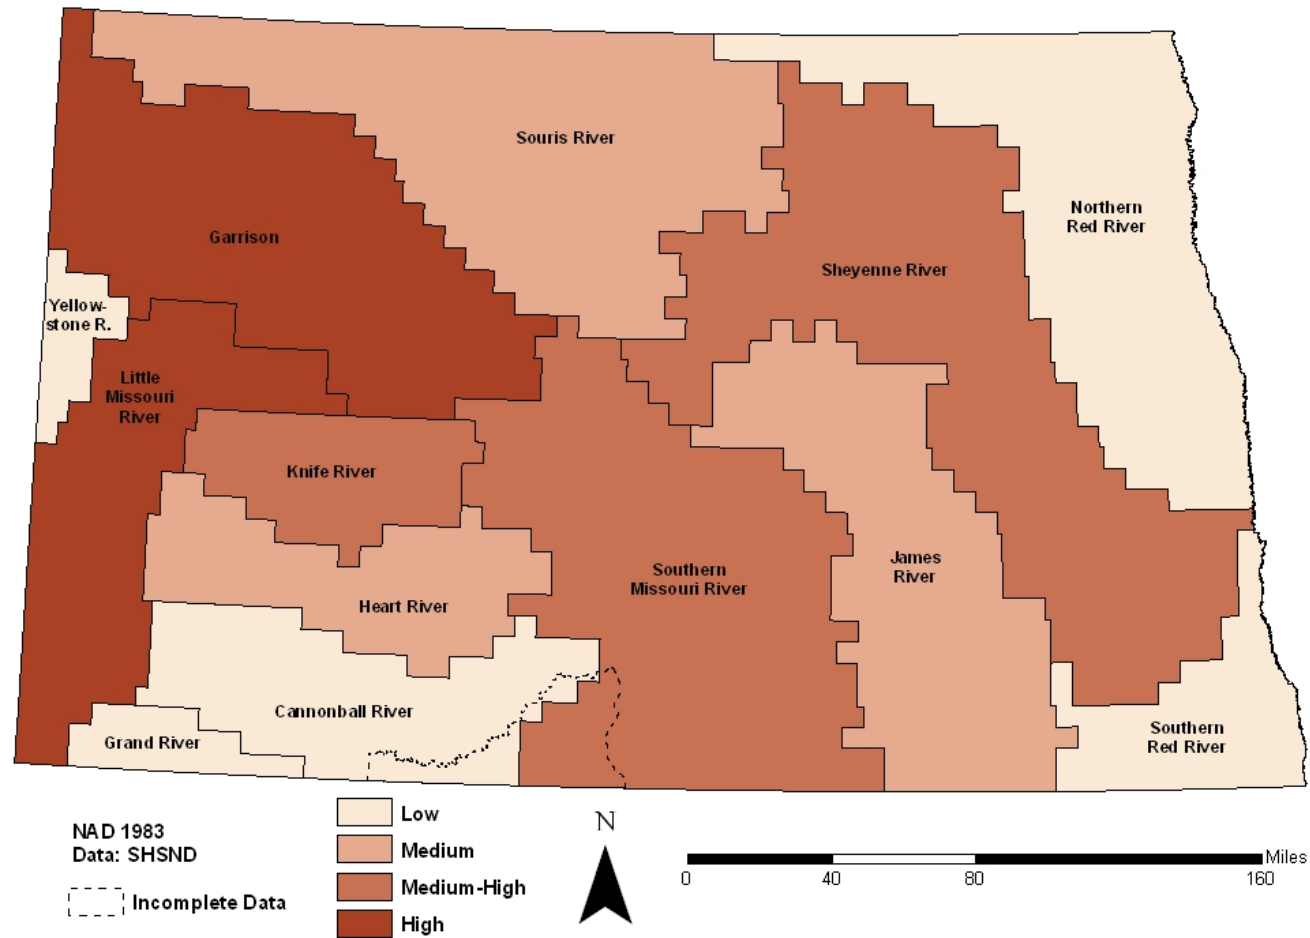 Souris River
Northern
Red River
Garrison
Sheyenne River
Yellow-
stone R.
Little
Missouri
River
Knife River
James
River
Southern
Missouri River
Heart River
Cannonball River
Grand River
Southern
Red River
NAD 1983
Data: SHSND
Incomplete Data
Low
Medium
Medium-High
High
N
Miles
0 40 80 160